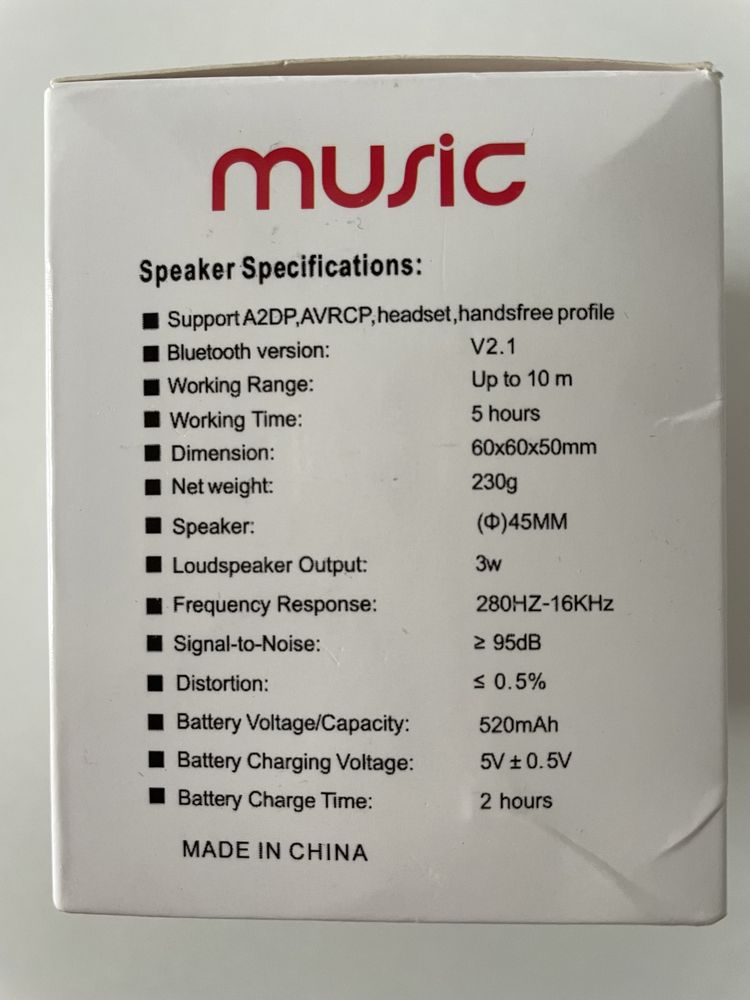 music
Speaker Specifications:
■ Support A2DP,AVRCP,headset,handsfree profile
■ Bluetooth version: V2.1
■ Working Range: Up to 10 m
■ Working Time: 5 hours
■ Dimension: 60x60x50mm
■ Net weight: 230g
■ Speaker: (Φ)45MM
■ Loudspeaker Output: 3w
■ Frequency Response: 280HZ-16KHz
■ Signal-to-Noise: ≥ 95dB
■ Distortion: ≤ 0.5%
■ Battery Voltage/Capacity: 520mAh
■ Battery Charging Voltage: 5V ± 0.5V
■ Battery Charge Time: 2 hours
MADE IN CHINA